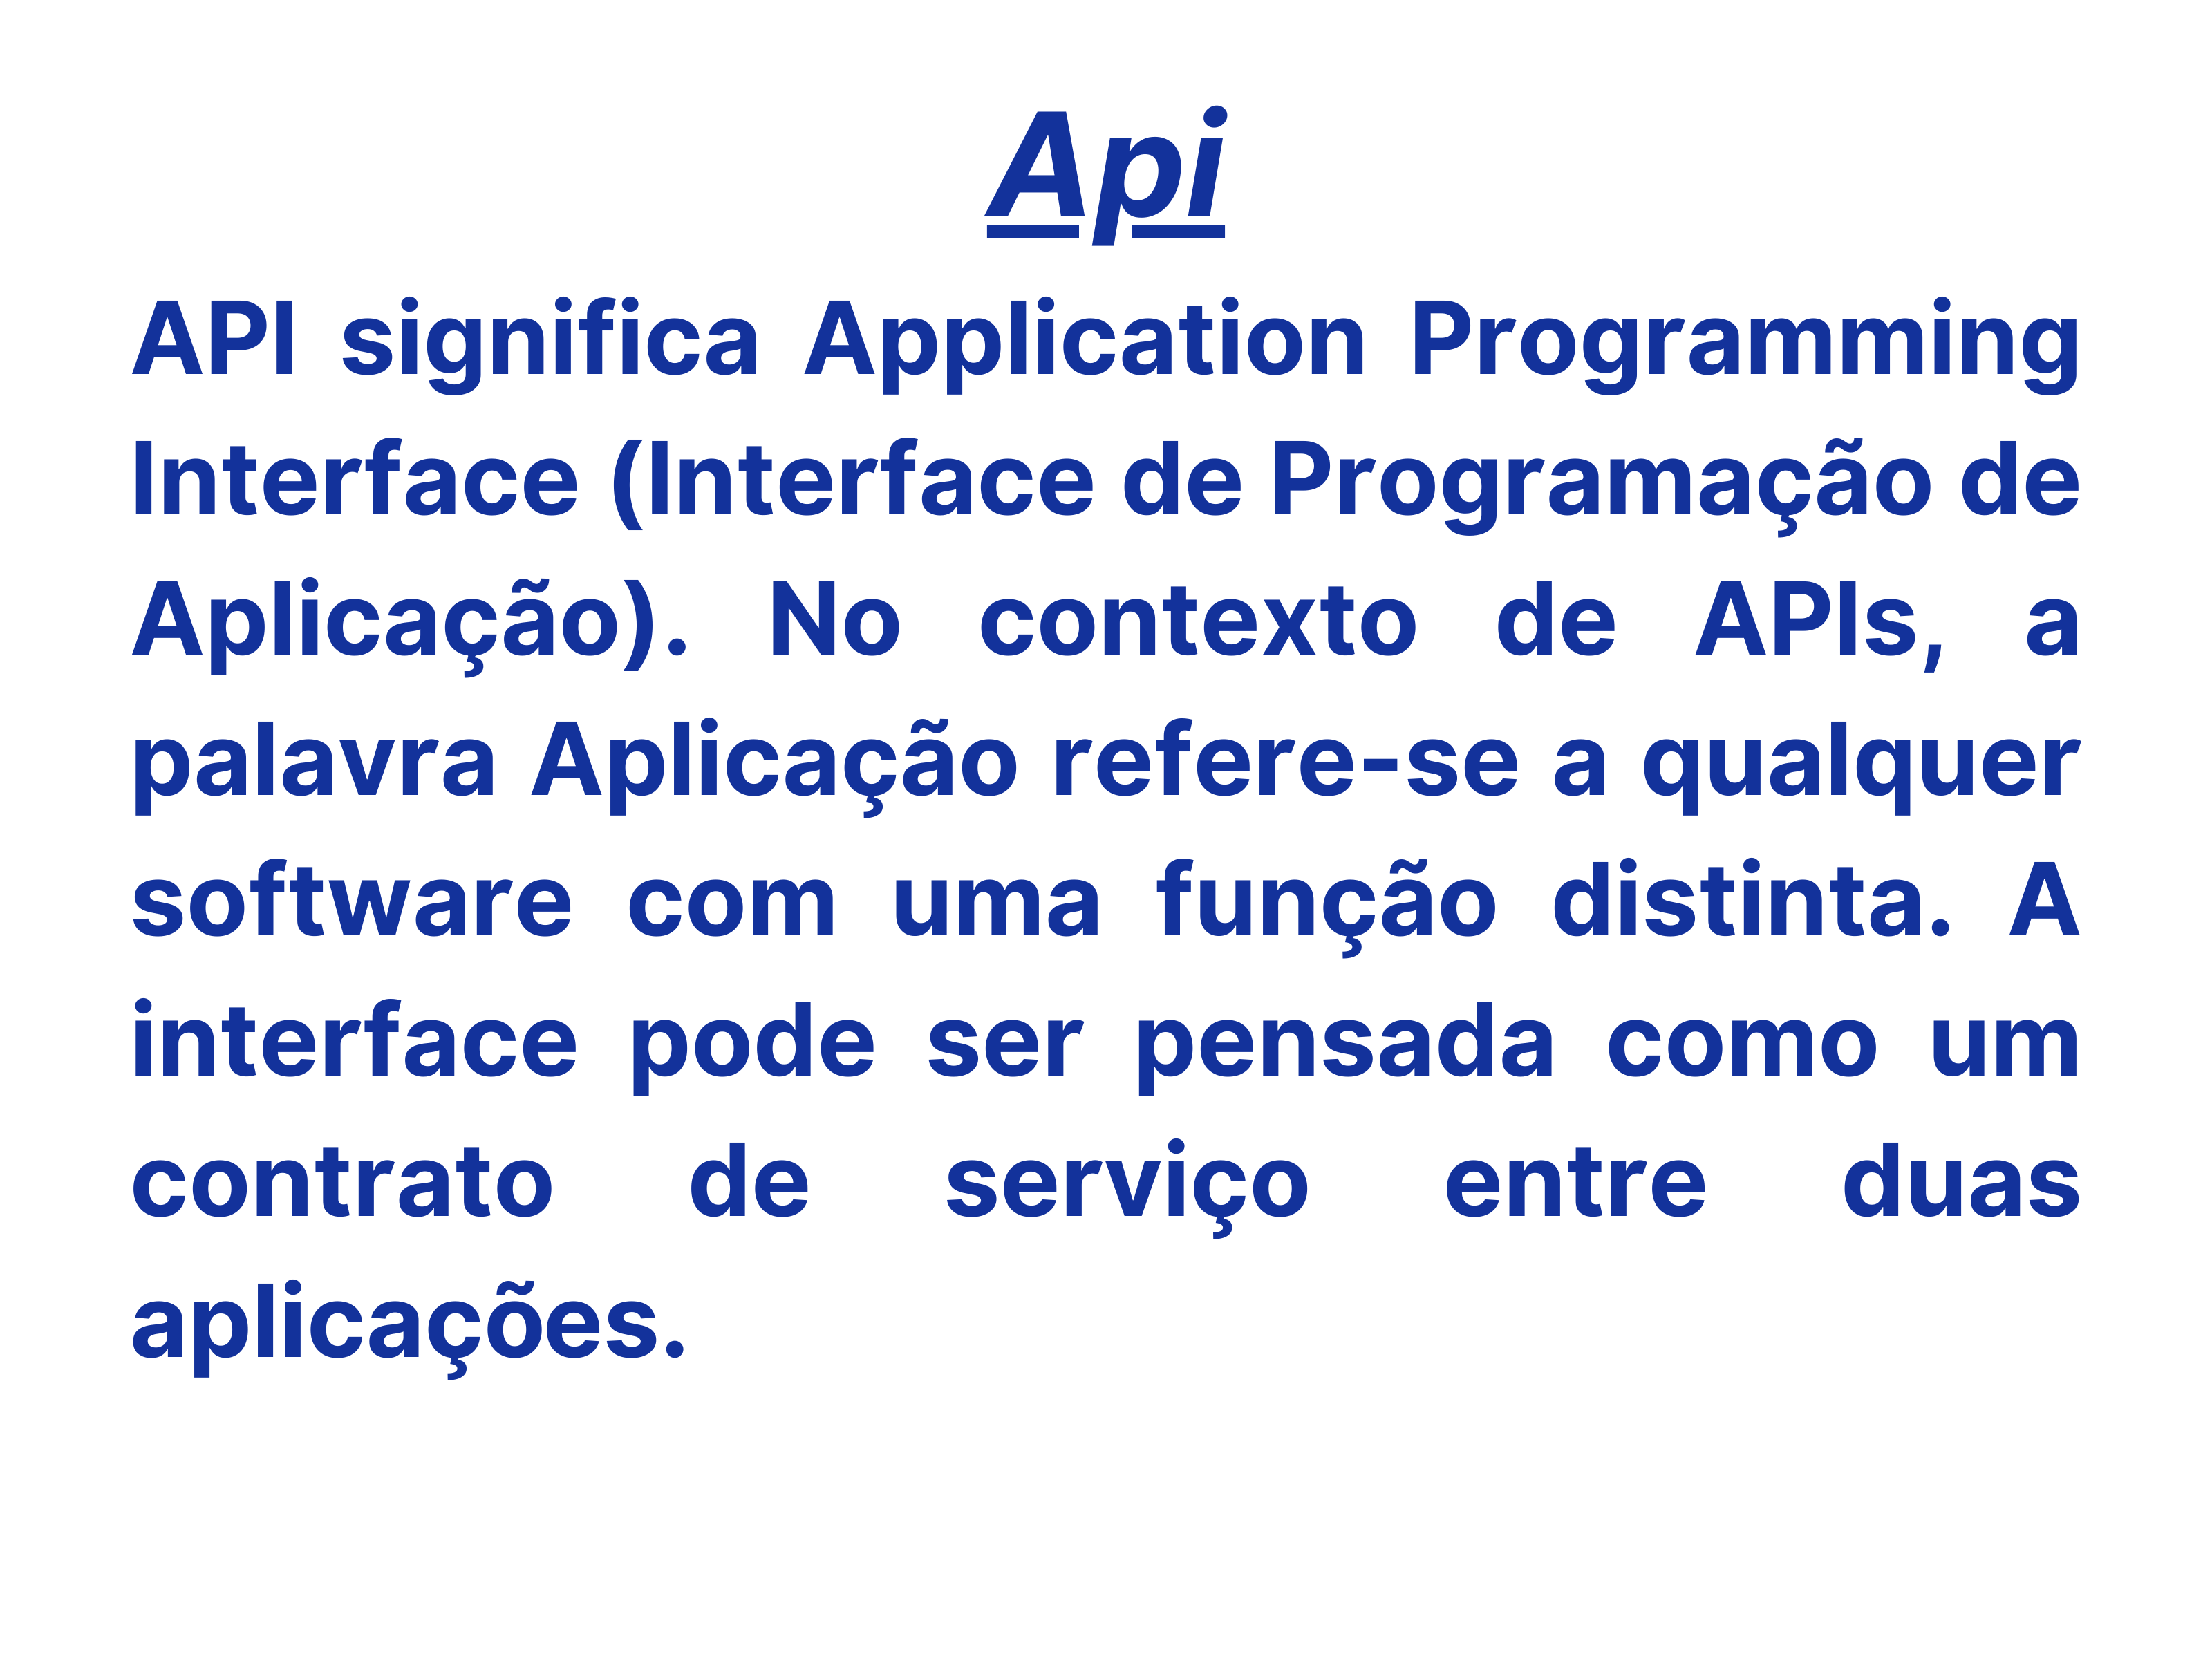 Api
API significa Application Programming
Interface (Interface de Programação de
Aplicação). No contexto de APIs, a
palavra Aplicação refere-se a qualquer
software com uma função distinta. A
interface pode ser pensada como um
contrato de serviço entre duas
aplicações.